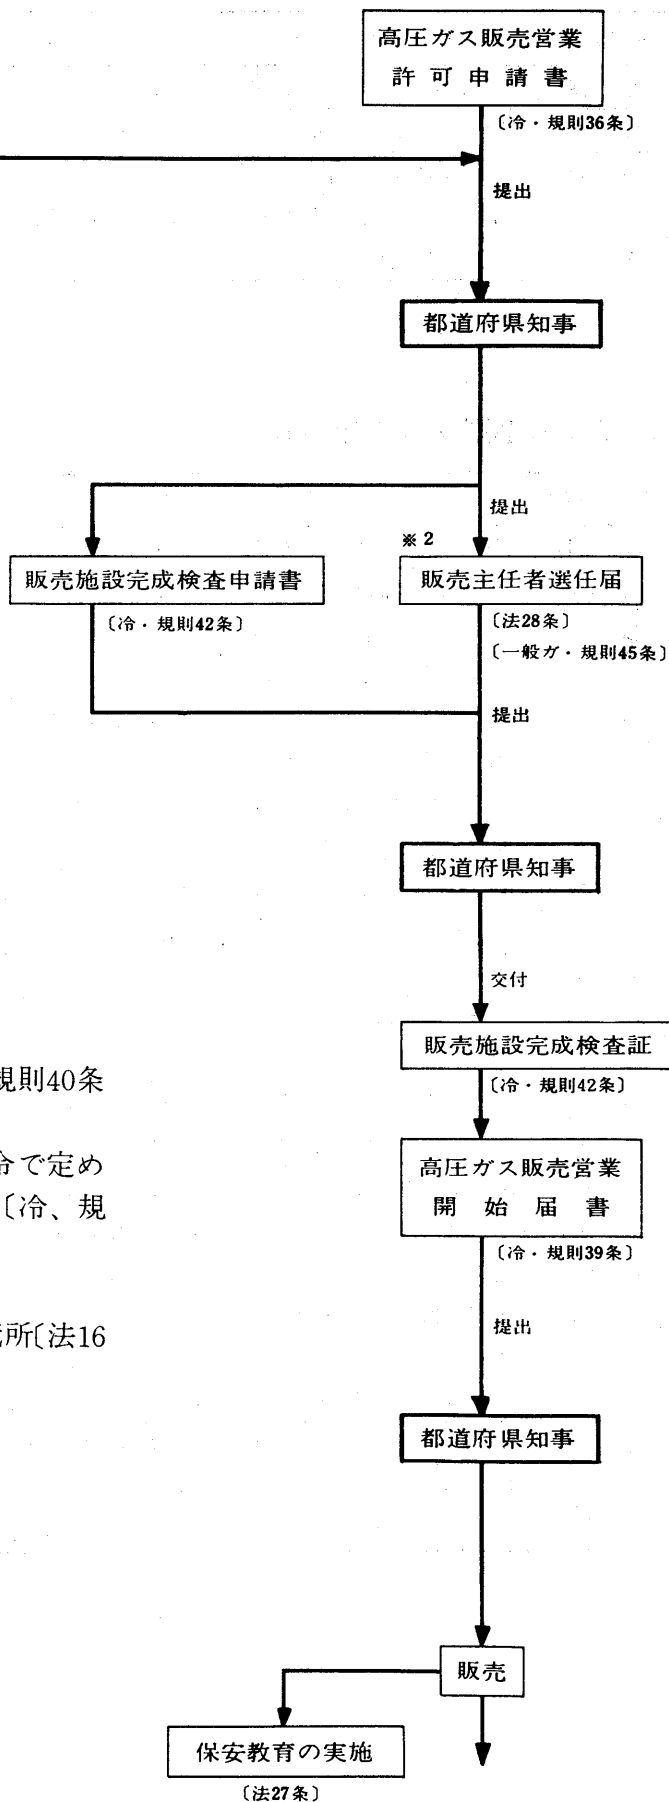 高圧ガス販売営業
許可申請書
〔冷・規則36条〕
提出
都道府県知事
提出
※2
販売施設完成検査申請書
販売主任者選任届
〔冷・規則42条〕
〔法28条〕
〔一般ガ・規則45条〕
提出
都道府県知事
交付
販売施設完成検査証
〔冷・規則42条〕
規則40条
高圧ガス販売営業
開始届書
令で定め
〔冷、規
〔冷・規則39条〕
所〔法16
提出
都道府県知事
販売
保安教育の実施
〔法27条〕